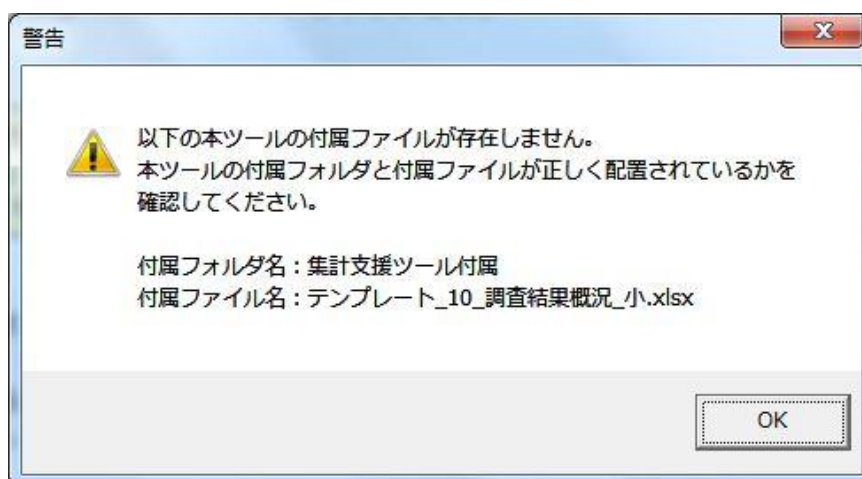 警告
以下の本ツールの付属ファイルが存在しません。
本ツールの付属フォルダと付属ファイルが正しく配置されているかを
確認してください。
付属フォルダ名：集計支援ツール付属
付属ファイル名：テンプレート_10_調査結果概況_小.xlsx
OK